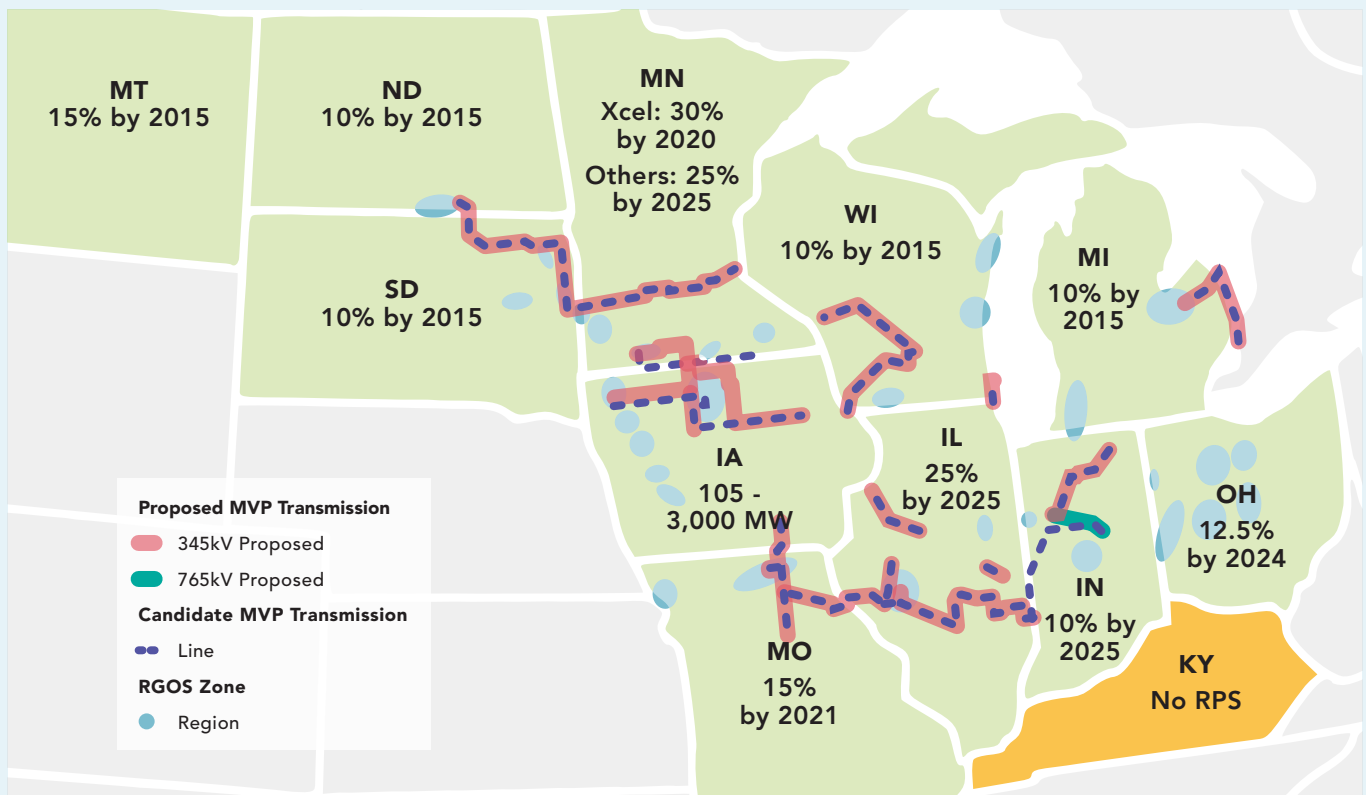 MT
15% by 2015
ND
10% by 2015
MN
Xcel: 30%
by 2020
Others: 25%
by 2025
SD
10% by 2015
WI
10% by 2015
MI
10% by
2015
IA
105 -
3,000 MW
IL
25%
by 2025
OH
12.5%
by 2024
IN
10% by
2025
MO
15%
by 2021
KY
No RPS
Proposed MVP Transmission
345kV Proposed
765kV Proposed
Candidate MVP Transmission
Line
RGOS Zone
Region